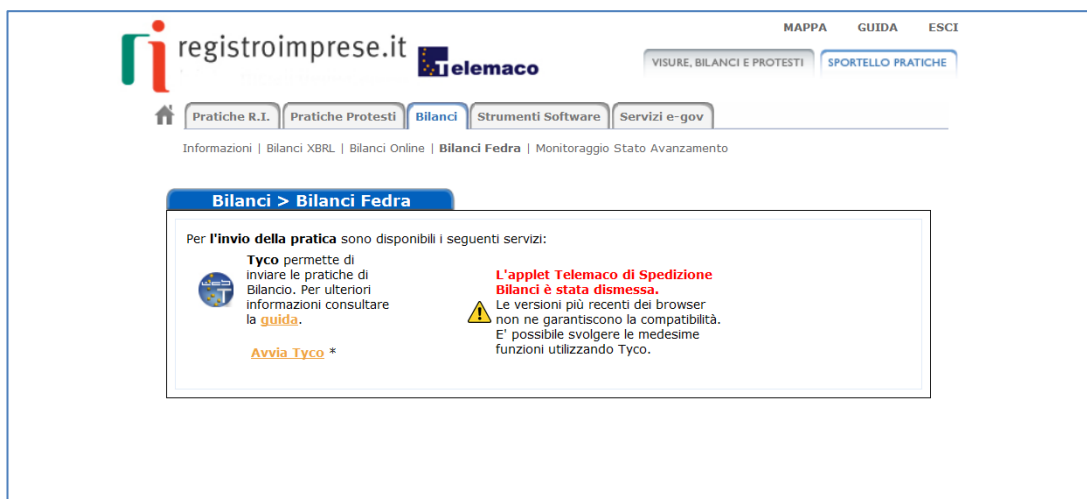 MAPPA GUIDA ESCI
registroimprese.it
Telemaco
VISURE, BILANCI E PROTESTI SPORTELLO PRATICHE
Pratiche R.I. Pratiche Protesti Bilanci Strumenti Software Servizi e-gov
Informazioni | Bilanci XBRL | Bilanci Online | Bilanci Fedra | Monitoraggio Stato Avanzamento
Bilanci > Bilanci Fedra
Per l'invio della pratica sono disponibili i seguenti servizi:
Tyco permette di
inviare le pratiche di
Bilancio. Per ulteriori
informazioni consultare
la guida.
Avvia Tyco *
web
T
L'applet Telemaco di Spedizione
Bilanci è stata dismessa.
Le versioni più recenti dei browser
non ne garantiscono la compatibilità.
E' possibile svolgere le medesime
funzioni utilizzando Tyco.